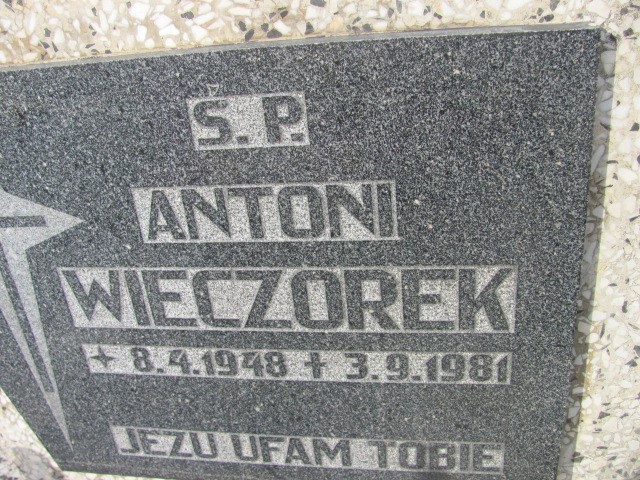 Ś. P.
ANTONI
WIECZOREK
+ 8.4.1948 + 3.9.1981
JEZU UFAM TOBIE